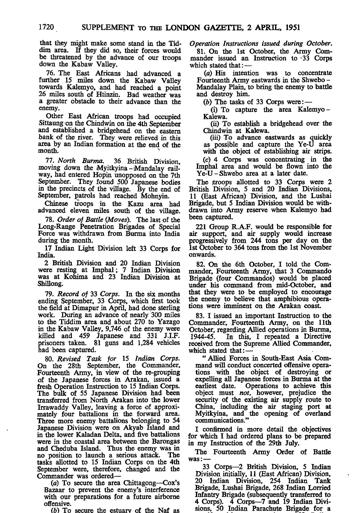 1720 SUPPLEMENT TO THE LONDON GAZETTE, 2 APRIL, 1951
that they might make some stand in the Tid-
dim area. If they did so, their forces would
be threatened by the advance of our troops
down the Kabaw Valley.
76. The East Africans had advanced a
further 15 miles down the Kabaw Valley
towards Kalemyo, and had reached a point
26 miles south of Htinzin. Bad weather was
a greater obstacle to their advance than the
enemy.
Other East African troops had occupied
Sittaung on the Chindwin on the 4th September
and established a bridgehead on the eastern
bank of the river. They were relieved in this
area by an Indian formation at the end of the
month.
77. North Burma. 36 British Division,
moving down the Myitkyina-Mandalay rail-
way, had entered Hopin unopposed on the 7th
September. They found 500 Japanese bodies
in the precincts of the village. By the end of
September, patrols had reached Mohnyin.
Chinese troops in the Kazu area had
advanced eleven miles south of the village.
78. Order of Battle (Move). The last of the
Long-Range Penetration Brigades of Special
Force was withdrawn from Burma into India
during the month.
17 Indian Light Division left 33 Corps for
India.
2 British Division and 20 Indian Division
were resting at Imphal; 7 Indian Division
was at Kohima and 23 Indian Division at
Shillong.
79. Record of 33 Corps. In the six months
ending September, 33 Corps, which first took
the field at Dimapur in April, had done sterling
work. During an advance of nearly 300 miles
to the Tiddim area and about 270 to Yazago
in the Kabaw Valley, 9,746 of the enemy were
killed and 459 Japanese and 331 J.I.F.
prisoners taken. 81 guns and 1,284 vehicles
had been captured.
80. Revised Task for 15 Indian Corps.
On the 28th September, the Commander,
Fourteenth Army, in view of the re-grouping
of the Japanese forces in Arakan, issued a
fresh Operation Instruction to 15 Indian Corps.
The bulk of 55 Japanese Division had been
transferred from North Arakan into the lower
Irrawaddy Valley, leaving a force of approxi-
mately four battalions in the forward area.
Three more enemy battalions belonging to 54
Japanese Division were on Akyab Island and
in the lower Kaladan Delta, and five battalions
were in the coastal area between the Baronga
and Cheduba Island. Thus the enemy was in
no position to launch a serious attack. The
tasks allotted to 15 Indian Corps on the 4th
September were, therefore, changed and the
Commander was ordered—
(a) To secure the area Chittagong—Cox's
Bazaar to prevent the enemy's interference
with our preparations for a future airborne
offensive.
(b) To secure the estuary of the Naf as
Operation Instructions issued during October.
81. On the 1st October, the Army Com-
mander issued an Instruction to 33 Corps
which stated that:—
(a) His intention was to concentrate
Fourteenth Army eastwards in the Shwebo-
Mandalay Plain, to bring the enemy to battle
and destroy him.
(b) The tasks of 33 Corps were:—
(i) To capture the area Kalemyo-
Kalewa.
(ii) To establish a bridgehead over the
Chindwin at Kalewa.
(iii) To advance eastwards as quickly
as possible and capture the Ye-U area
with the object of establishing air strips.
(c) 4 Corps was concentrating in the
Imphal area and would be flown into the
Ye-U-Shwebo area at a later date.
The troops allotted to 33 Corps were 2
British Division, 5 and 20 Indian Divisions,
11 (East African) Division, and the Lushai
Brigade, but 5 Indian Division would be with-
drawn into Army reserve when Kalemyo had
been captured.
221 Group R.A.F. would be responsible for
air support, and air supply would increase
progressively from 244 tons per day on the
1st October to 364 tons from the 1st November
onwards.
82. On the 6th October, I told the Com-
mander, Fourteenth Army, that 3 Commando
Brigade (four Commandos) would be placed
under his command from mid-October, and
that they were to be employed to encourage
the enemy to believe that amphibious opera-
tions were imminent on the Arakan coast.
83. I issued an important Instruction to the
Commander, Fourteenth Army, on the 11th
October, regarding Allied operations in Burma,
1944-45. In this, I repeated a Directive
received from the Supreme Allied Commander,
which stated that:—
"Allied Forces in South-East Asia Com-
mand will conduct concerted offensive opera-
tions with the object of destroying or
expelling all Japanese forces in Burma at the
earliest date. Operations to achieve this
object must not, however, prejudice the
security of the existing air supply route to
China, including the air staging port at
Myitkyina, and the opening of overland
communications."
I confirmed in more detail the objectives
for which I had ordered plans to be prepared
in my Instruction of the 29th July.
The Fourteenth Army Order of Battle
was:—
33 Corps—2 British Division, 5 Indian
Division initially, 11 (East African) Division,
20 Indian Division, 254 Indian Tank
Brigade, Lushai Brigade, 268 Indian Lorried
Infantry Brigade (subsequently transferred to
4 Corps). 4 Corps—7 and 19 Indian Divi-
sions, 50 Indian Parachute Brigade for a